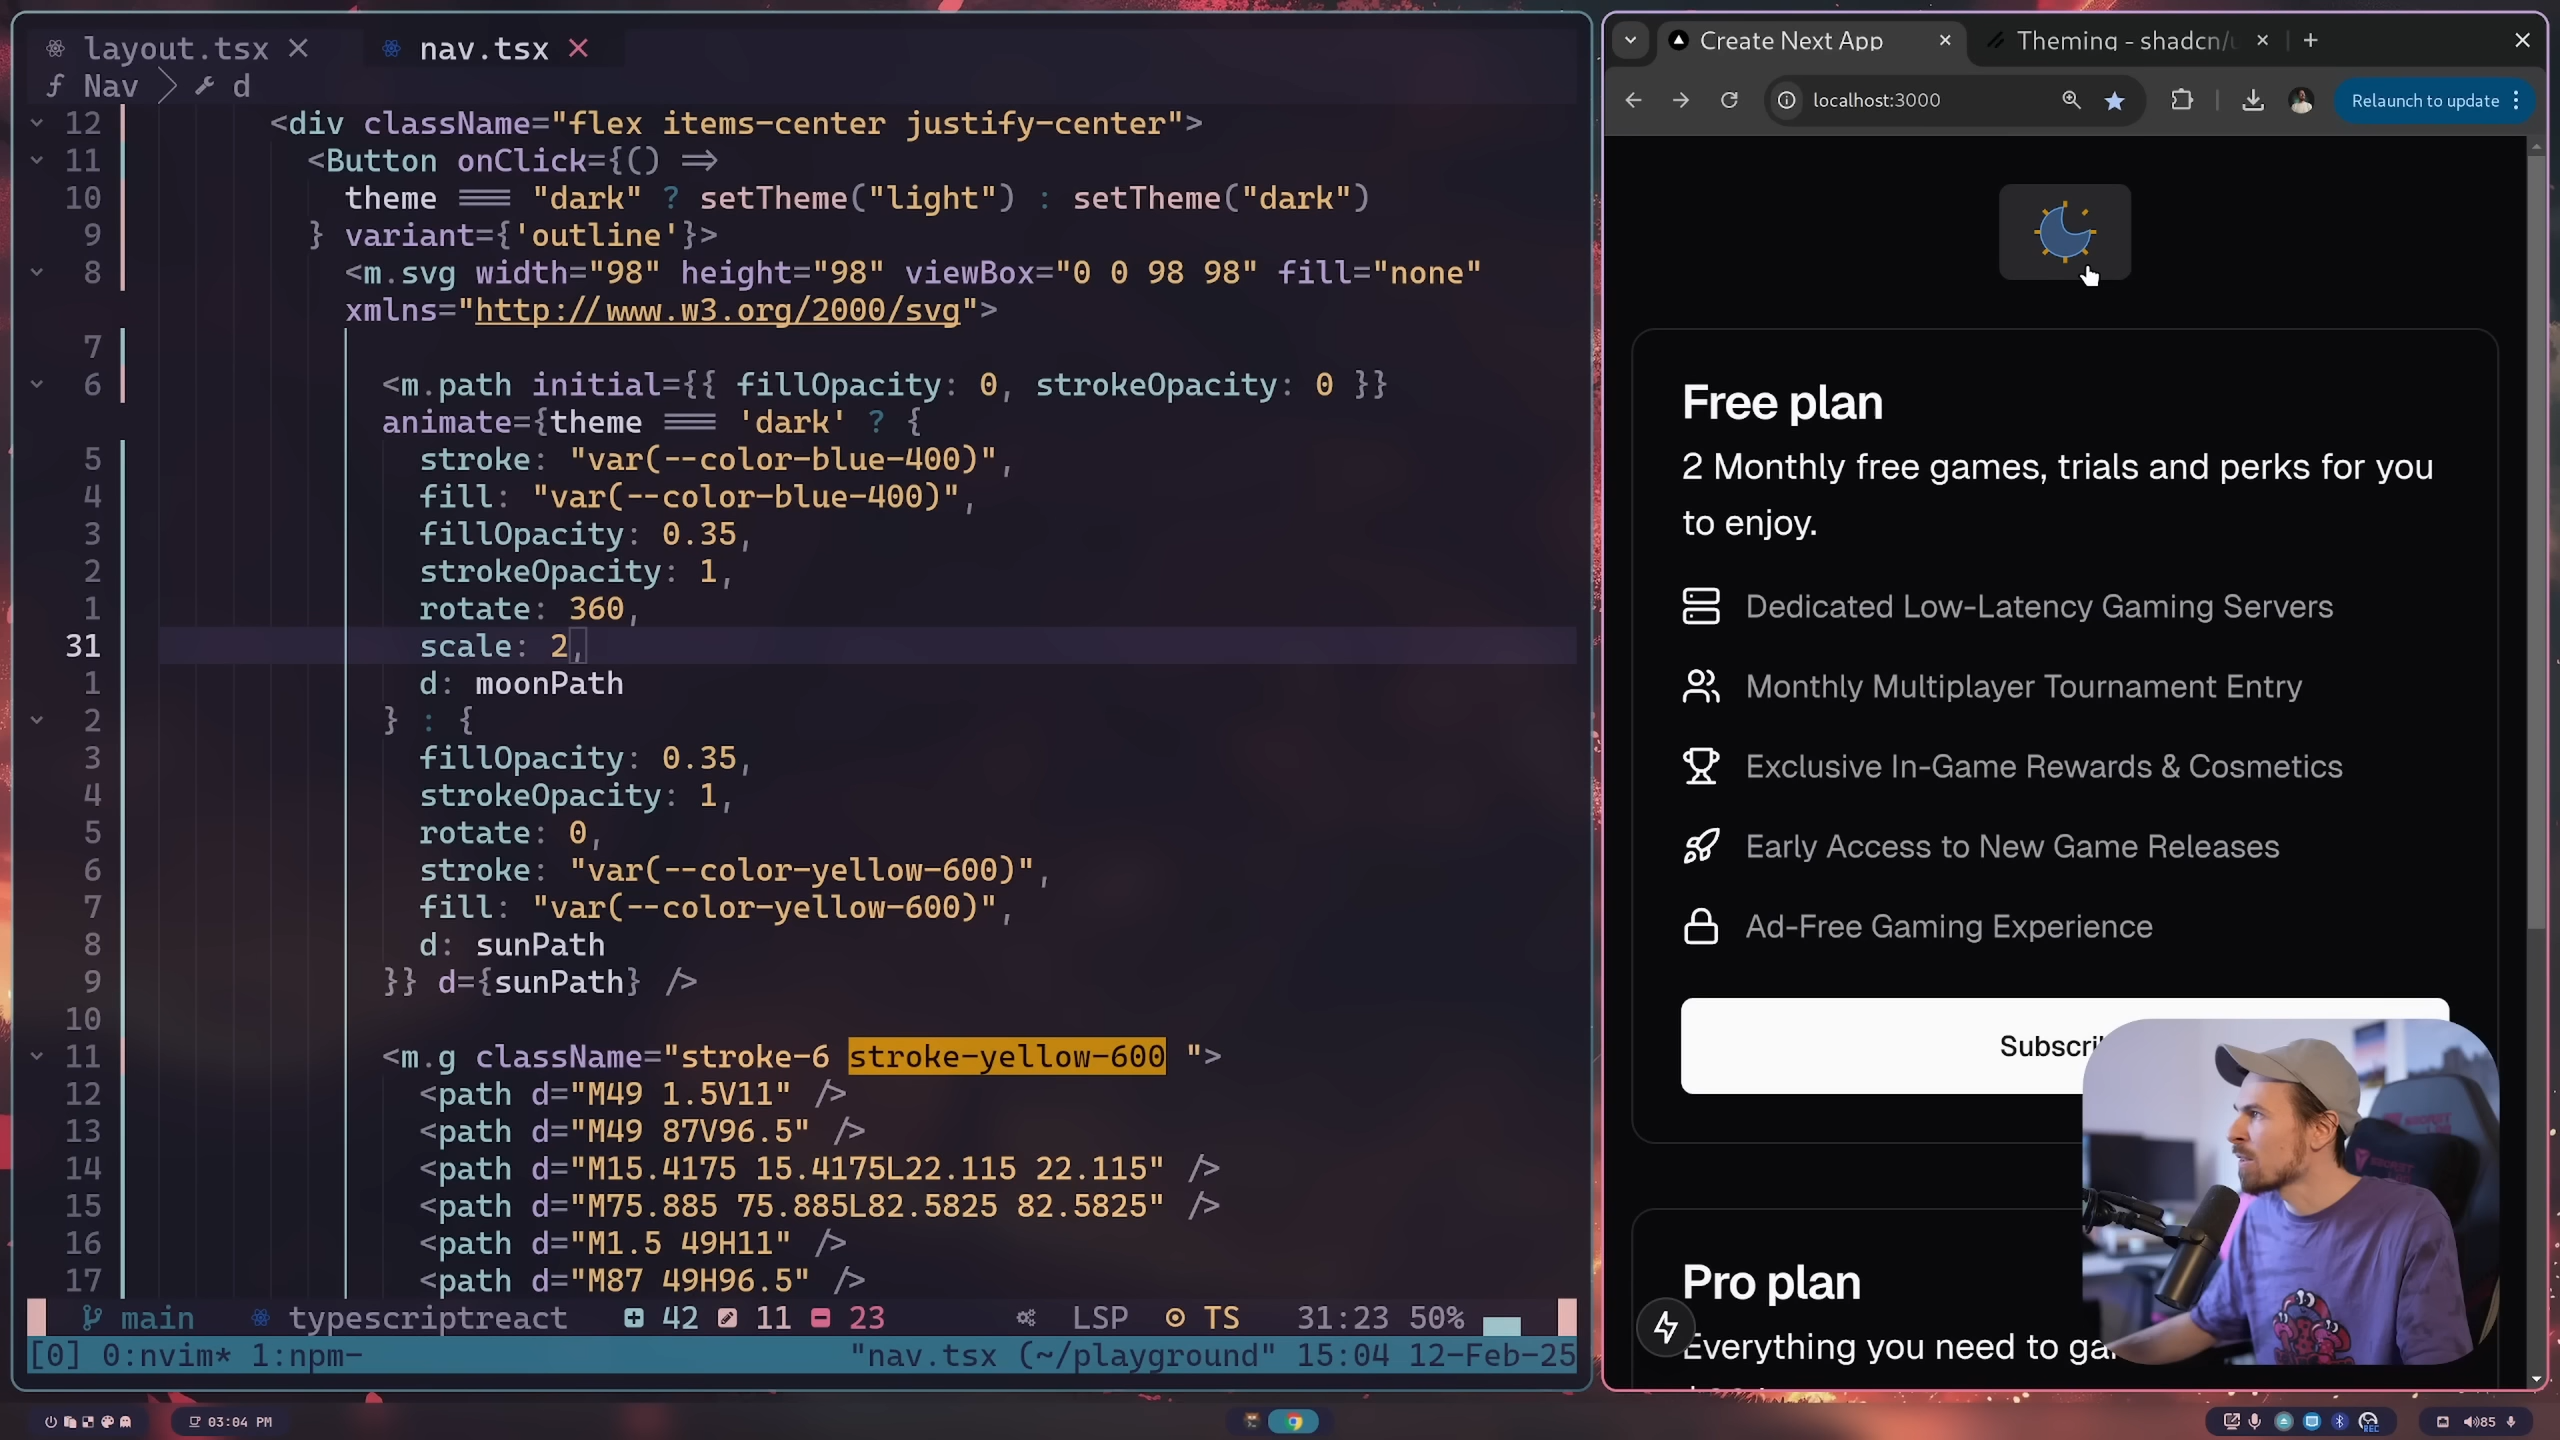 layout.tsx
nav.tsx
Nav
d
12 <div className="flex items-center justify-center">
11 <Button onClick={() =>
10 theme === "dark" ? setTheme("light") : setTheme("dark")
9 } variant={'outline'}>
8 <m.svg width="98" height="98" viewBox="0 0 98 98" fill="none"
xmlns="http://www.w3.org/2000/svg">
7
6 <m.path initial={{ fillOpacity: 0, strokeOpacity: 0 }}
animate={theme === 'dark' ? {
5 stroke: "var(--color-blue-400)",
4 fill: "var(--color-blue-400)",
3 fillOpacity: 0.35,
2 strokeOpacity: 1,
1 rotate: 360,
31 scale: 2,
1 d: moonPath
2 } : {
3 fillOpacity: 0.35,
4 strokeOpacity: 1,
5 rotate: 0,
6 stroke: "var(--color-yellow-600)",
7 fill: "var(--color-yellow-600)",
8 d: sunPath
9 }} d={sunPath} />
10
11 <m.g className="stroke-6 stroke-yellow-600 ">
12 <path d="M49 1.5V11" />
13 <path d="M49 87V96.5" />
14 <path d="M15.4175 15.4175L22.115 22.115" />
15 <path d="M75.885 75.885L82.5825 82.5825" />
16 <path d="M1.5 49H11" />
17 <path d="M87 49H96.5" />
main typescriptreact 42 11 23 LSP TS 31:23 50%
[0] 0:nvim* 1:npm- "nav.tsx (~/playground" 15:04 12-Feb-25
03:04 PM
Create Next App
Theming - shadcn/
localhost:3000
Relaunch to update
Free plan
2 Monthly free games, trials and perks for you
to enjoy.
Dedicated Low-Latency Gaming Servers
Monthly Multiplayer Tournament Entry
Exclusive In-Game Rewards & Cosmetics
Early Access to New Game Releases
Ad-Free Gaming Experience
Subscri
Pro plan
Everything you need to ga
REC
85